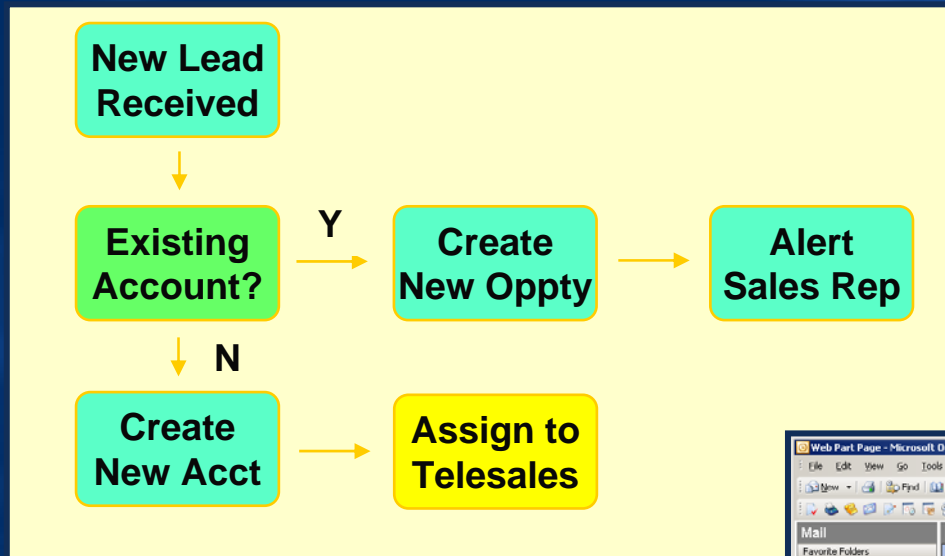 New Lead
Received
Existing
Account?
Y
Create
New Oppty
Alert
Sales Rep
N
Create
New Acct
Assign to
Telesales
Web Part Page - Microsoft O
File Edit View Go Tools
New Find
Mail
Favorite Folders